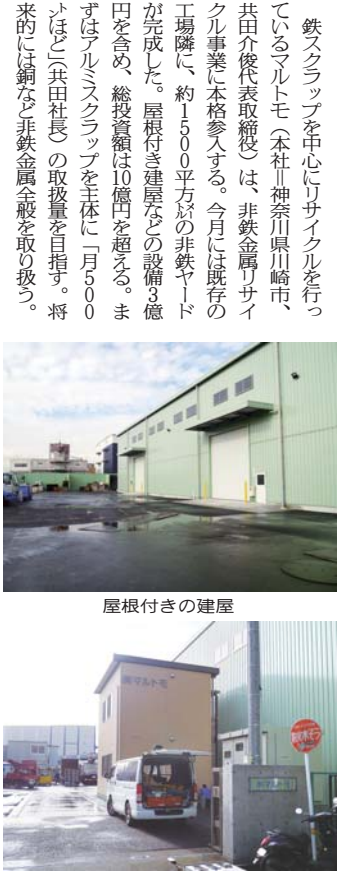 鉄スクラップを中心にリサイクルを行っ
ているマルトモ（本社＝神奈川県川崎市、
共田介俊代表取締役）は、非鉄金属リサイ
クル事業に本格参入する。今月には既存の
工場隣に、約1500平方㍍の非鉄ヤード
が完成した。屋根付き建屋などの設備3億
円を含め、総投資額は10億円を超える。ま
ずはアルミスクラップを主体に「月500
㌧ほど」（共田社長）の取扱量を目指す。将
来的には銅など非鉄金属全般を取り扱う。
屋根付きの建屋
㈱マルトモ
㈱マルトモ